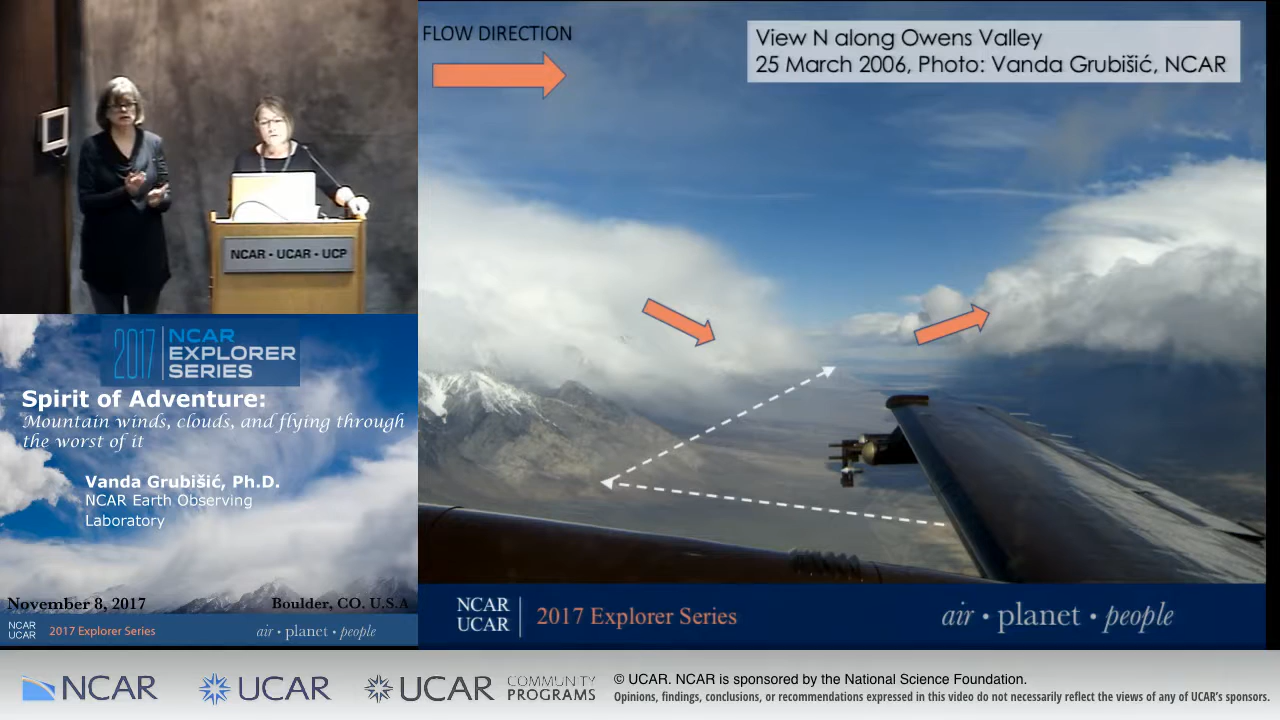 FLOW DIRECTION
View N along Owens Valley
25 March 2006, Photo: Vanda Grubišić, NCAR
NCAR • UCAR • UCP
2017 NCAR
EXPLORER
SERIES
Spirit of Adventure:
Mountain winds, clouds, and flying through
the worst of it
Vanda Grubišić, Ph.D.
NCAR Earth Observing
Laboratory
November 8, 2017 Boulder, CO. U.S.A
NCAR
UCAR
2017 Explorer Series
air • planet • people
NCAR
UCAR
2017 Explorer Series
air • planet • people
NCAR
UCAR
UCAR
COMMUNITY
PROGRAMS
© UCAR. NCAR is sponsored by the National Science Foundation.
Opinions, findings, conclusions, or recommendations expressed in this video do not necessarily reflect the views of any of UCAR's sponsors.